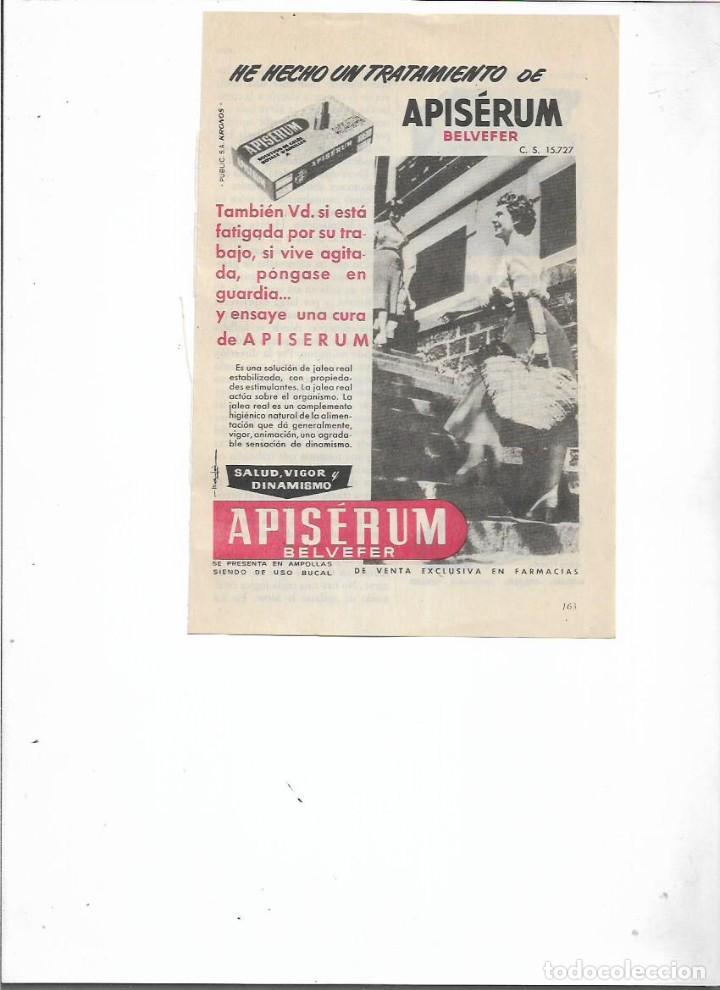 HE HECHO UN TRATAMIENTO DE
APISÉRUM
BELVEFER
C. S. 15.727
- PUBLIC. S.A. KRONOS -
APISERUM
APISERUM
También Vd. si está
fatigada por su tra-
bajo, si vive agita-
da, póngase en
guardia...
y ensaye una cura
de APISERUM
Es una solución de jalea real
estabilizada, con propieda-
des estimulantes. La jalea real
actúa sobre el organismo. La
jalea real es un complemento
higiénico natural de la alimen-
tación que dá generalmente,
vigor, animación, una agrada-
ble sensación de dinamismo.
SALUD, VIGOR y
DINAMISMO
APISÉRUM
BELVEFER
SE PRESENTA EN AMPOLLAS
SIENDO DE USO BUCAL
DE VENTA EXCLUSIVA EN FARMACIAS
163
todocoleccion